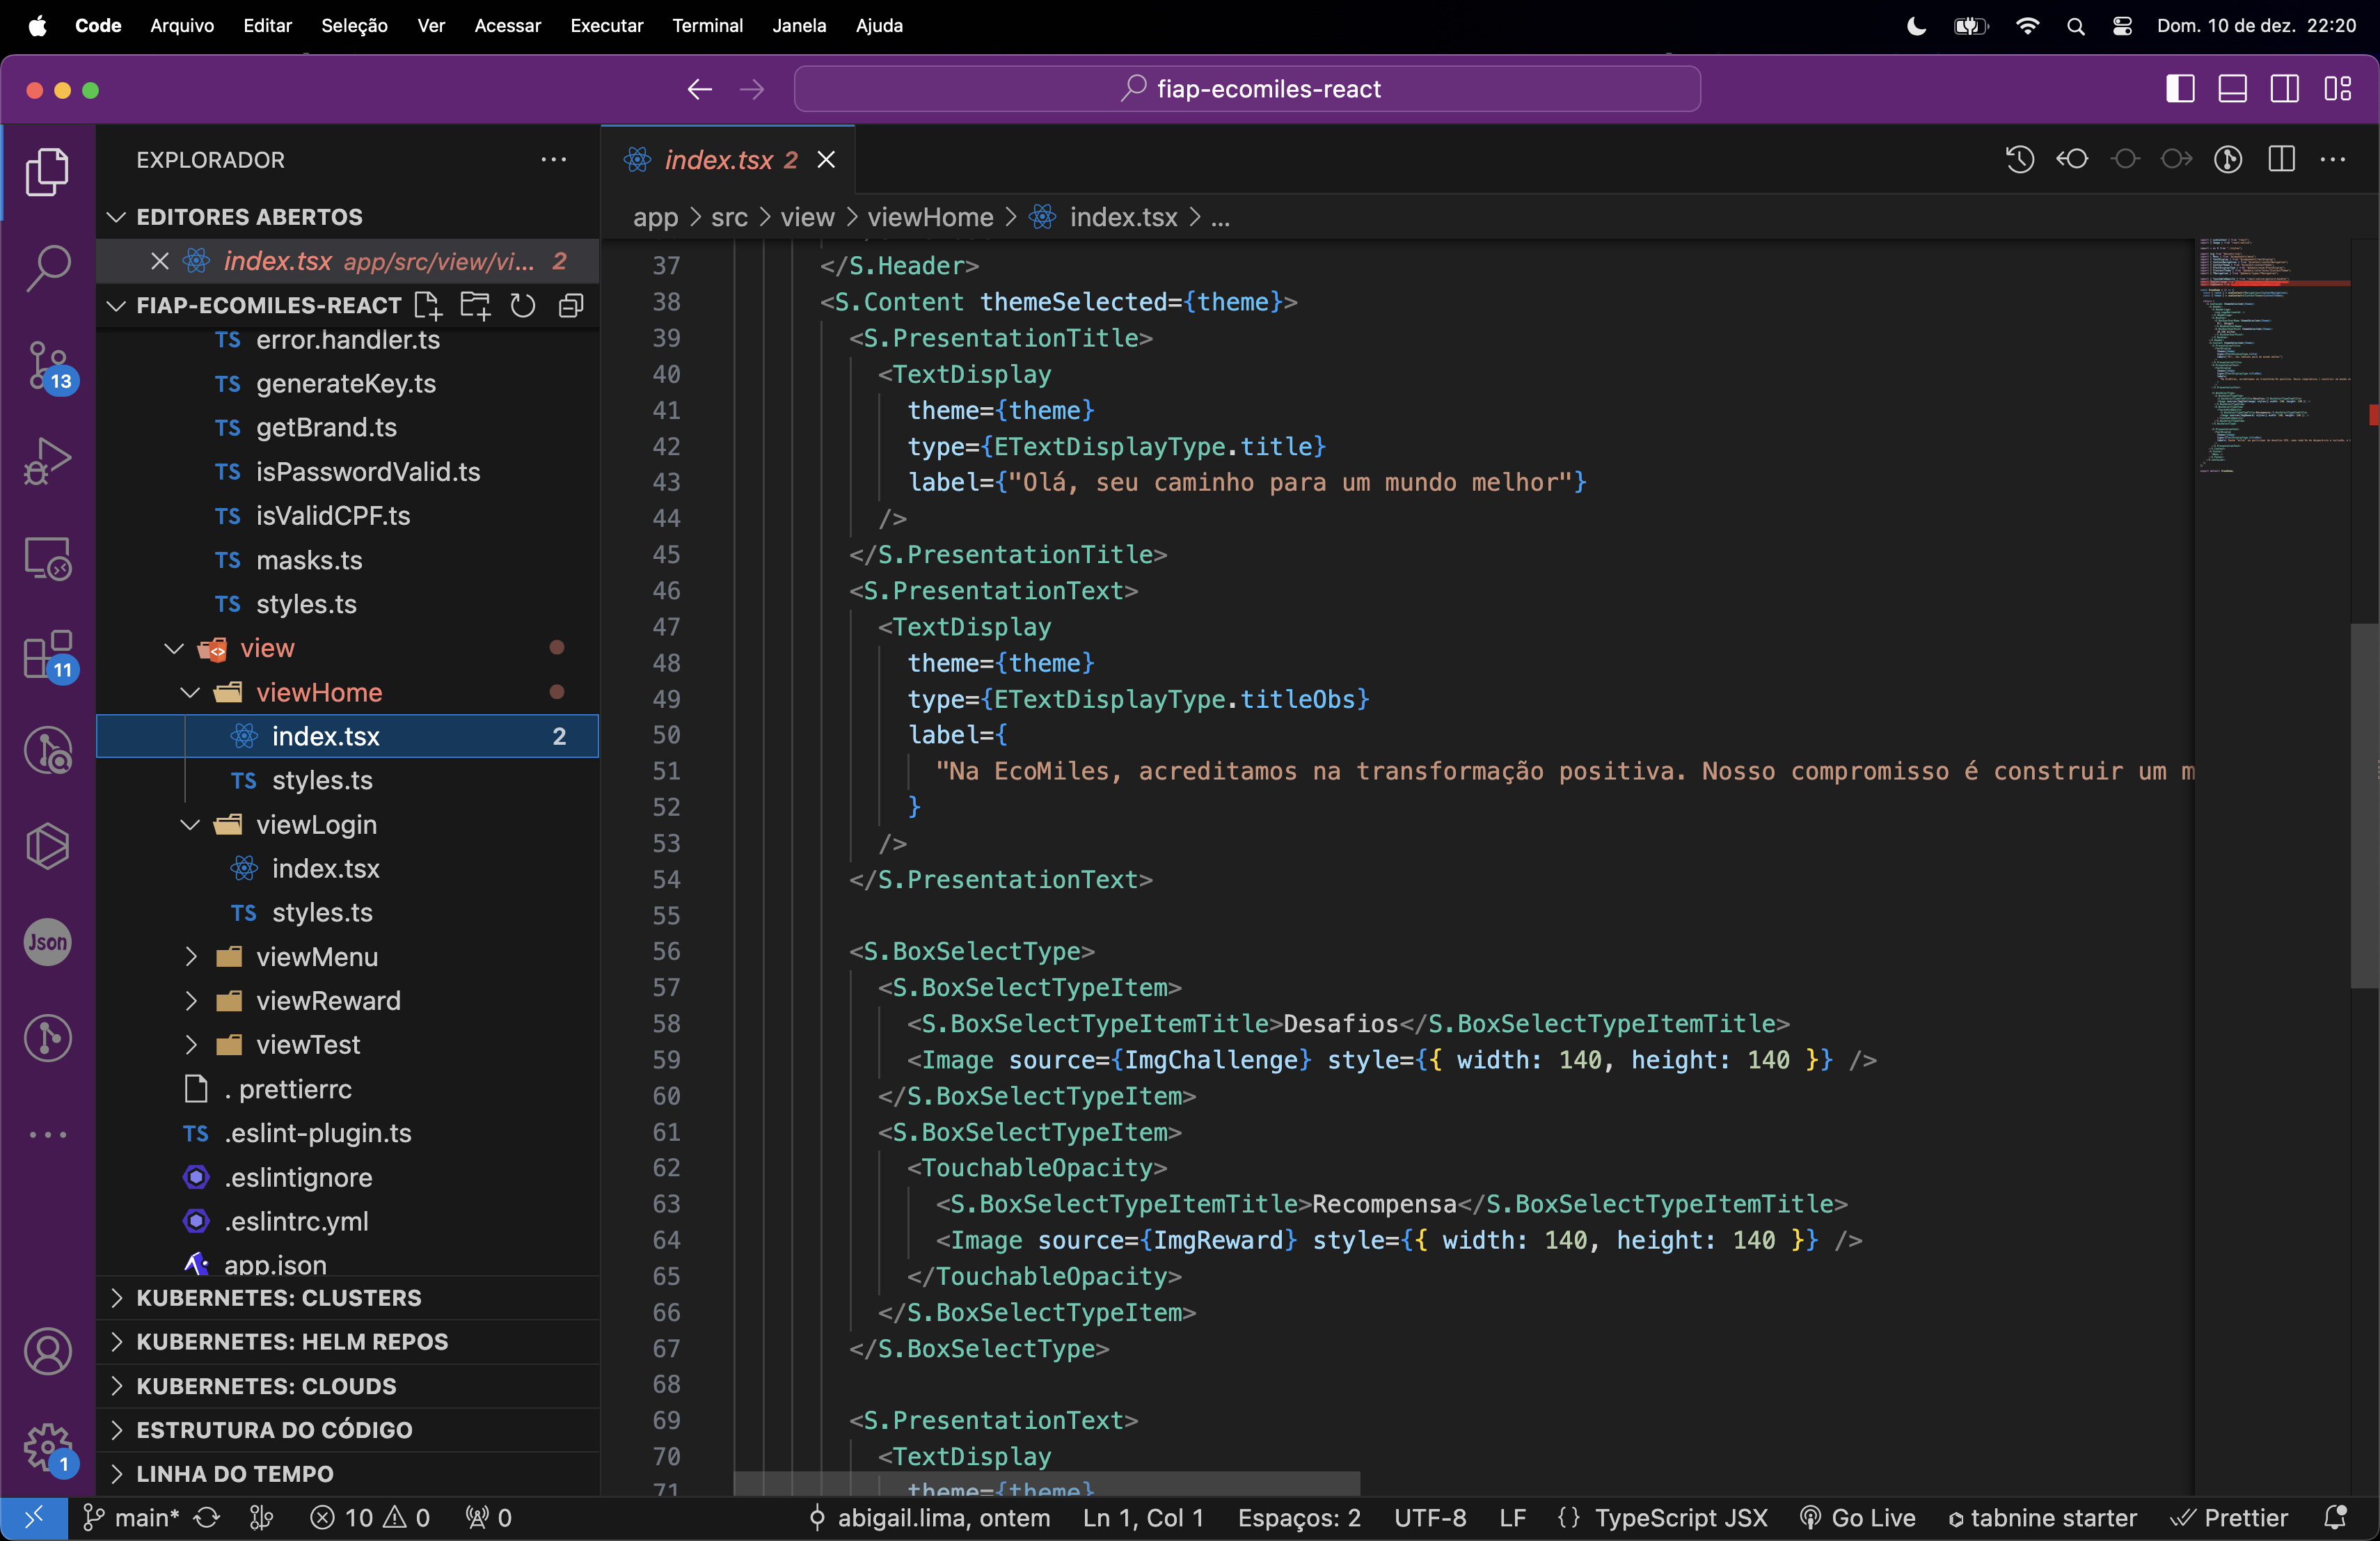 Code Arquivo Editar Seleção Ver Acessar Executar Terminal Janela Ajuda Dom. 10 de dez. 22:20
fiap-ecomiles-react
EXPLORADOR
index.tsx 2
EDITORES ABERTOS
app > src > view > viewHome > index.tsx > ...
index.tsx app/src/view/vi... 2
FIAP-ECOMILES-REACT
error.handler.ts
generateKey.ts
getBrand.ts
isPasswordValid.ts
isValidCPF.ts
masks.ts
styles.ts
view
viewHome
index.tsx 2
styles.ts
viewLogin
index.tsx
styles.ts
viewMenu
viewReward
viewTest
. prettierrc
.eslint-plugin.ts
.eslintignore
.eslintrc.yml
app.json
KUBERNETES: CLUSTERS
KUBERNETES: HELM REPOS
KUBERNETES: CLOUDS
ESTRUTURA DO CÓDIGO
LINHA DO TEMPO
13
11
Json
1
37 </S.Header>
38 <S.Content themeSelected={theme}>
39 <S.PresentationTitle>
40 <TextDisplay
41 theme={theme}
42 type={ETextDisplayType.title}
43 label={"Olá, seu caminho para um mundo melhor"}
44 />
45 </S.PresentationTitle>
46 <S.PresentationText>
47 <TextDisplay
48 theme={theme}
49 type={ETextDisplayType.titleObs}
50 label={
51 "Na EcoMiles, acreditamos na transformação positiva. Nosso compromisso é construir um m
52 }
53 />
54 </S.PresentationText>
55
56 <S.BoxSelectType>
57 <S.BoxSelectTypeItem>
58 <S.BoxSelectTypeItemTitle>Desafios</S.BoxSelectTypeItemTitle>
59 <Image source={ImgChallenge} style={{ width: 140, height: 140 }} />
60 </S.BoxSelectTypeItem>
61 <S.BoxSelectTypeItem>
62 <TouchableOpacity>
63 <S.BoxSelectTypeItemTitle>Recompensa</S.BoxSelectTypeItemTitle>
64 <Image source={ImgReward} style={{ width: 140, height: 140 }} />
65 </TouchableOpacity>
66 </S.BoxSelectTypeItem>
67 </S.BoxSelectType>
68
69 <S.PresentationText>
70 <TextDisplay
71 theme={theme}
main* 10 0 0 abigail.lima, ontem Ln 1, Col 1 Espaços: 2 UTF-8 LF {} TypeScript JSX Go Live tabnine starter Prettier